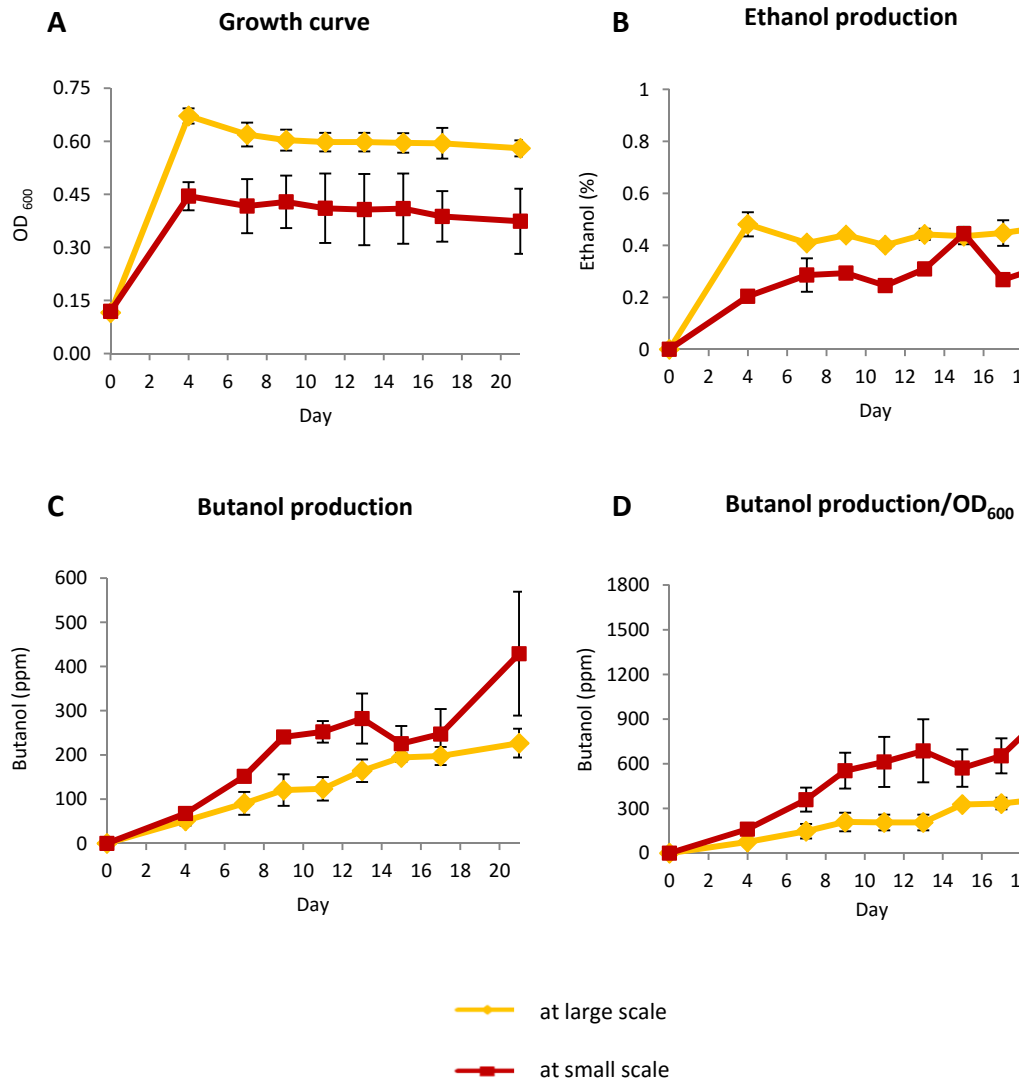 A
Growth curve
OD 600
0.75
0.60
0.45
0.30
0.15
0.00
0 2 4 6 8 10 12 14 16 18 20
Day
B
Ethanol production
Ethanol (%)
1
0.8
0.6
0.4
0.2
0
0 2 4 6 8 10 12 14 16
Day
C
Butanol production
Butanol (ppm)
600
500
400
300
200
100
0
0 2 4 6 8 10 12 14 16 18 20
Day
D
Butanol production/OD600
Butanol (ppm)
1800
1500
1200
900
600
300
0
0 2 4 6 8 10 12 14 16
Day
at large scale
at small scale